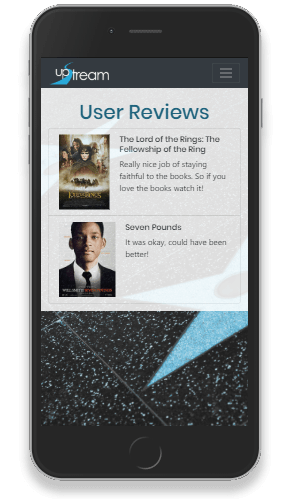 upstream
User Reviews
The Lord of the Rings: The
Fellowship of the Ring
Really nice job of staying
faithful to the books. So if you
love the books watch it!
Seven Pounds
It was okay, could have been
better!